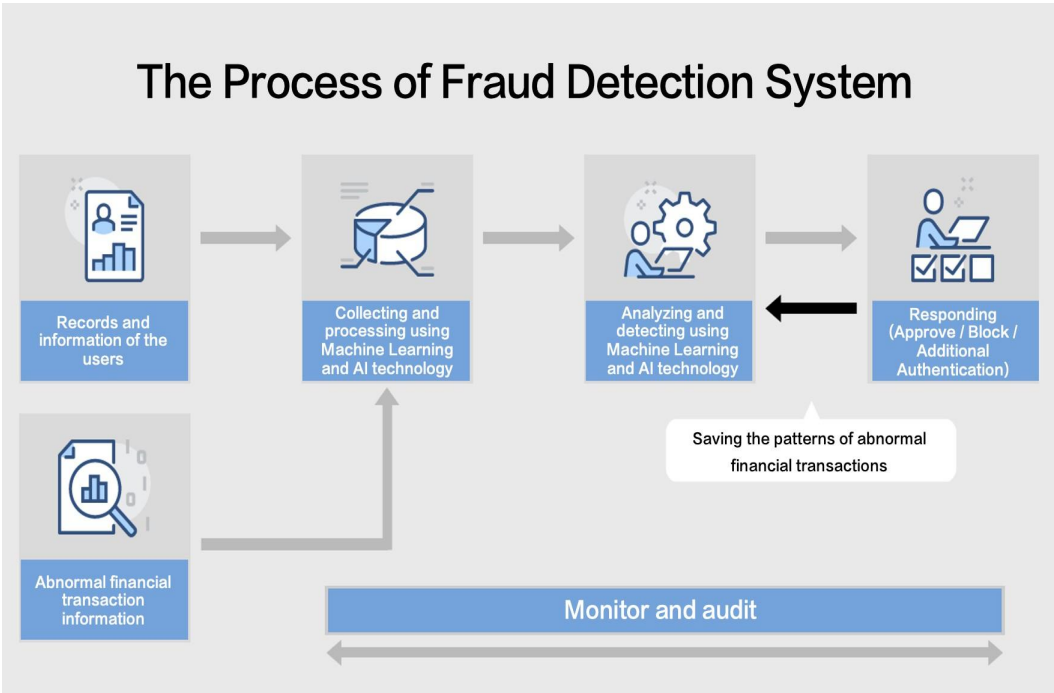 The Process of Fraud Detection System
Records and
information of the
users
Collecting and
processing using
Machine Learning
and AI technology
Analyzing and
detecting using
Machine Learning
and AI technology
Responding
(Approve / Block /
Additional
Authentication)
Saving the patterns of abnormal
financial transactions
Abnormal financial
transaction
information
Monitor and audit